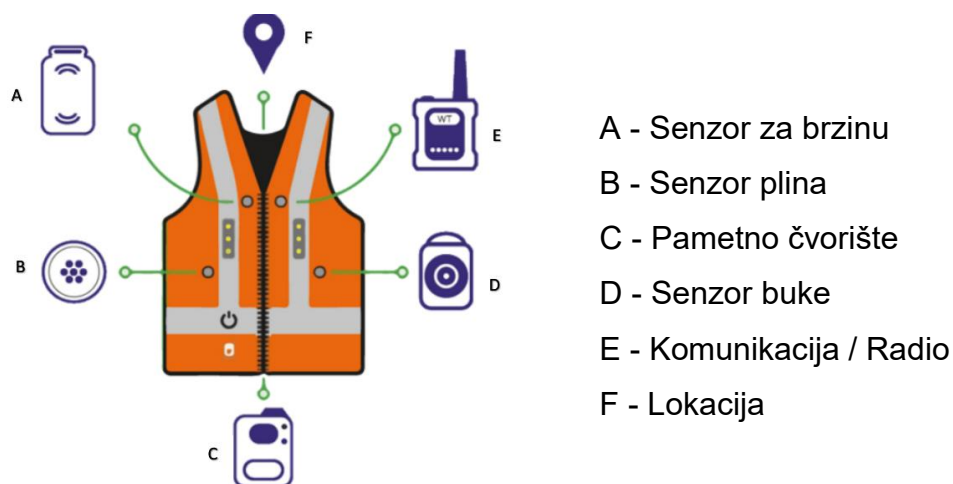 F
A
WT
E
B
D
C
A - Senzor za brzinu
B - Senzor plina
C - Pametno čvorište
D - Senzor buke
E - Komunikacija / Radio
F - Lokacija